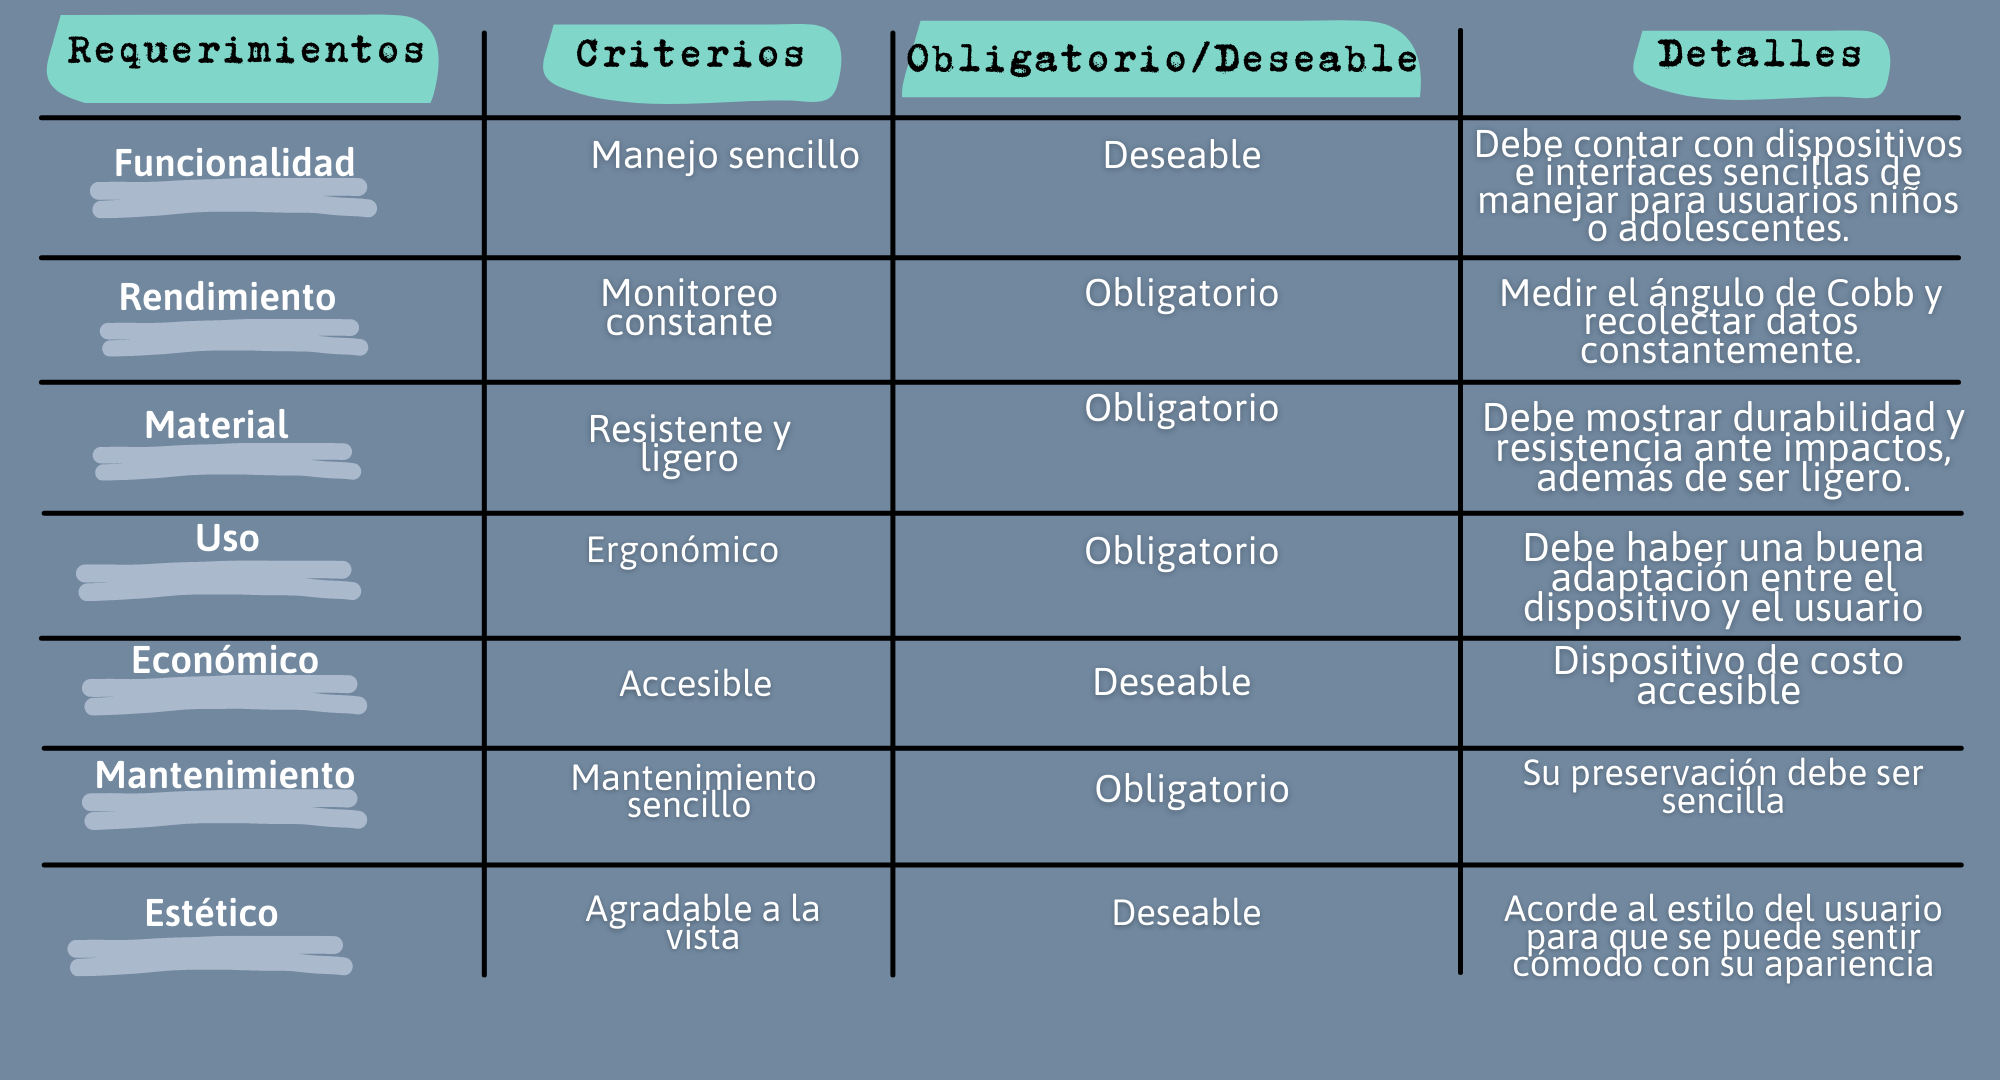 Requerimientos
Criterios
Obligatorio/Deseable
Detalles
Funcionalidad
Manejo sencillo
Deseable
Debe contar con dispositivos
e interfaces sencillas de
manejar para usuarios niños
o adolescentes.
Rendimiento
Monitoreo
constante
Obligatorio
Medir el ángulo de Cobb y
recolectar datos
constantemente.
Material
Resistente y
ligero
Obligatorio
Debe mostrar durabilidad y
resistencia ante impactos,
además de ser ligero.
Uso
Ergonómico
Obligatorio
Debe haber una buena
adaptación entre el
dispositivo y el usuario
Económico
Accesible
Deseable
Dispositivo de costo
accesible
Mantenimiento
Mantenimiento
sencillo
Obligatorio
Su preservación debe ser
sencilla
Estético
Agradable a la
vista
Deseable
Acorde al estilo del usuario
para que se puede sentir
cómodo con su apariencia